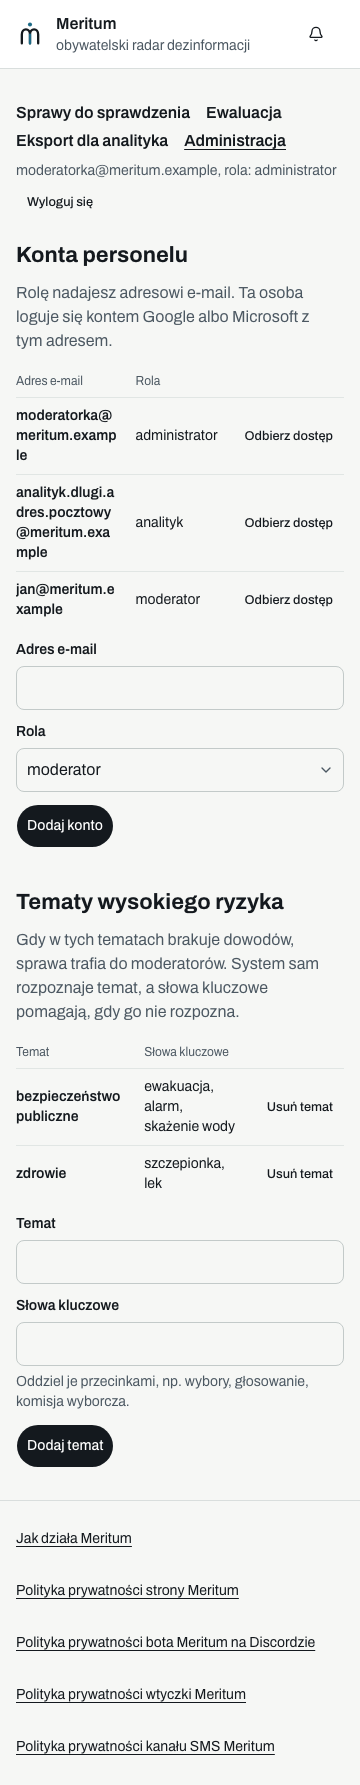 Meritum
obywatelski radar dezinformacji
Sprawy do sprawdzenia Ewaluacja
Eksport dla analityka Administracja
moderatorka@meritum.example, rola: administrator
Wyloguj się
Konta personelu
Rolę nadajesz adresowi e-mail. Ta osoba
loguje się kontem Google albo Microsoft z
tym adresem.
Adres e-mail Rola
moderatorka@
meritum.examp
le
administrator Odbierz dostęp
analityk.dlugi.a
dres.pocztowy
@meritum.exa
mple
analityk Odbierz dostęp
jan@meritum.e
xample
moderator Odbierz dostęp
Adres e-mail
Rola
moderator
Dodaj konto
Tematy wysokiego ryzyka
Gdy w tych tematach brakuje dowodów,
sprawa trafia do moderatorów. System sam
rozpoznaje temat, a słowa kluczowe
pomagają, gdy go nie rozpozna.
Temat Słowa kluczowe
bezpieczeństwo
publiczne
ewakuacja,
alarm,
skażenie wody
Usuń temat
zdrowie
szczepionka,
lek
Usuń temat
Temat
Słowa kluczowe
Oddziel je przecinkami, np. wybory, głosowanie,
komisja wyborcza.
Dodaj temat
Jak działa Meritum
Polityka prywatności strony Meritum
Polityka prywatności bota Meritum na Discordzie
Polityka prywatności wtyczki Meritum
Polityka prywatności kanału SMS Meritum